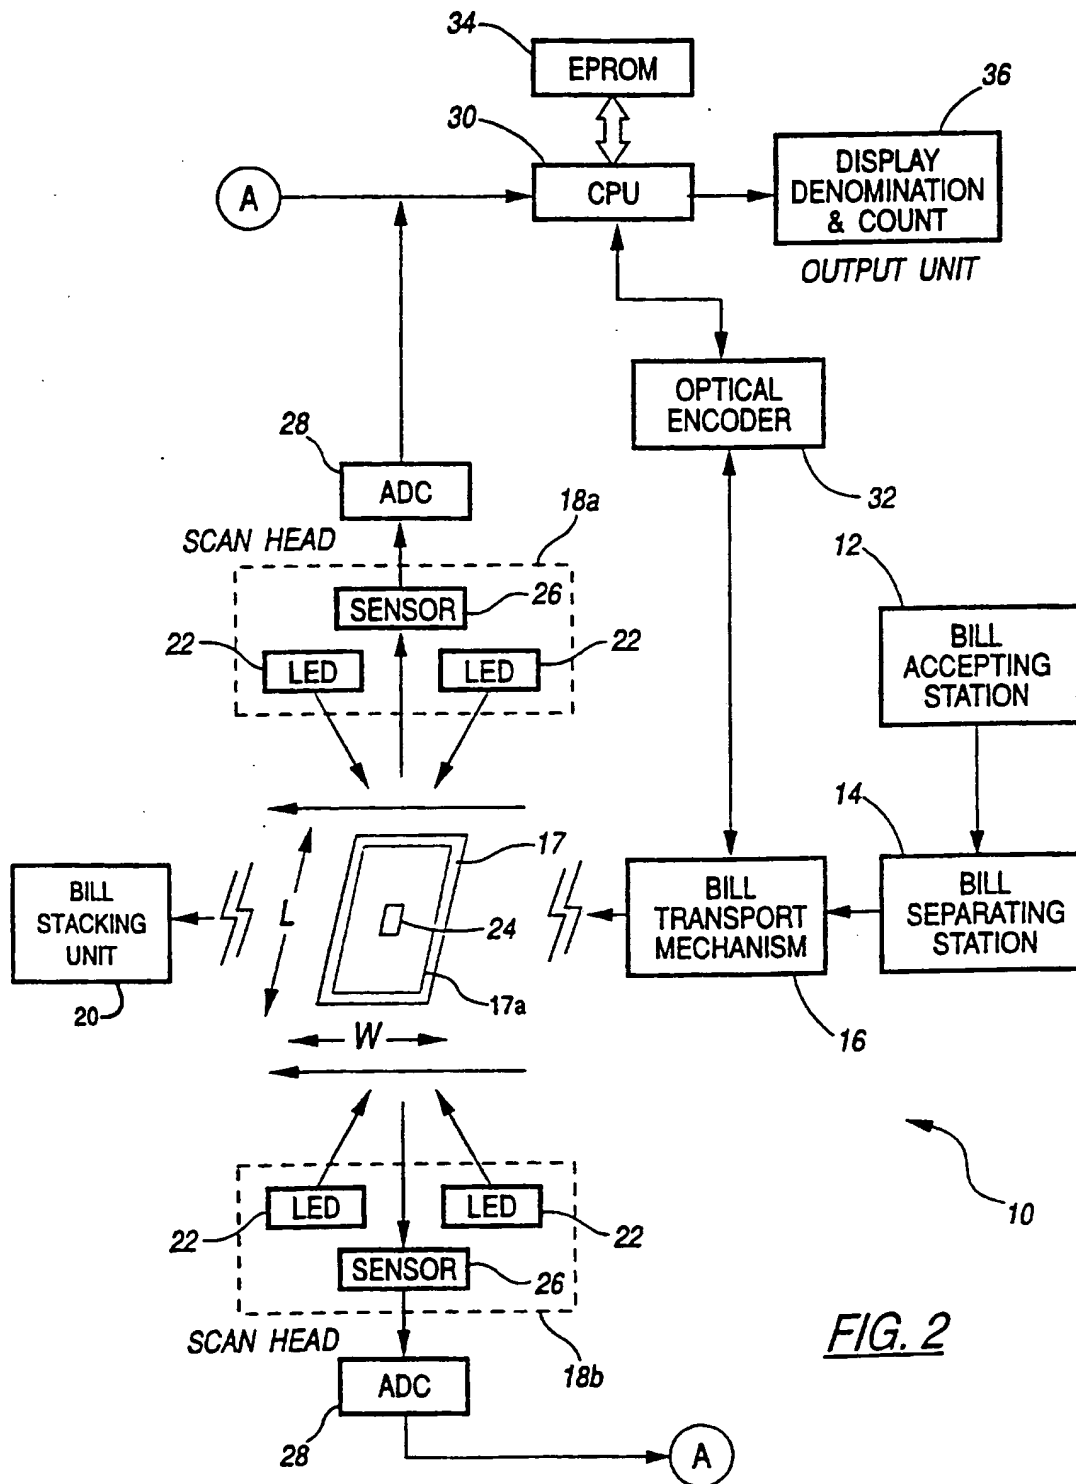 34
EPROM
36
30
CPU
A
DISPLAY
DENOMINATION
& COUNT
OUTPUT UNIT
OPTICAL
ENCODER
32
28
ADC
SCAN HEAD
18a
SENSOR
26
22
LED
LED
22
12
BILL
ACCEPTING
STATION
14
BILL
SEPARATING
STATION
BILL
TRANSPORT
MECHANISM
16
17
L
24
17a
W
BILL
STACKING
UNIT
20
10
LED
LED
22
22
SENSOR
26
SCAN HEAD
18b
ADC
28
A
FIG. 2